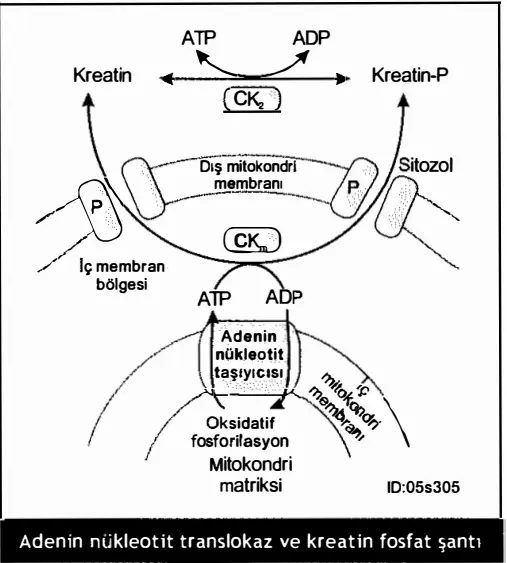 ATP ADP
Kreatin Kreatin-P
CK₂
Dış mitokondri
membranı
Sitozol
P
P
CKₘ
İç membran
bölgesi
ATP ADP
Adenin
nükleotit
taşıyıcısı
İç
mitokondri
membranı
Oksidatif
fosforilasyon
Mitokondri
matriksi
ID:05s305
Adenin nükleotit translokaz ve kreatin fosfat şantı